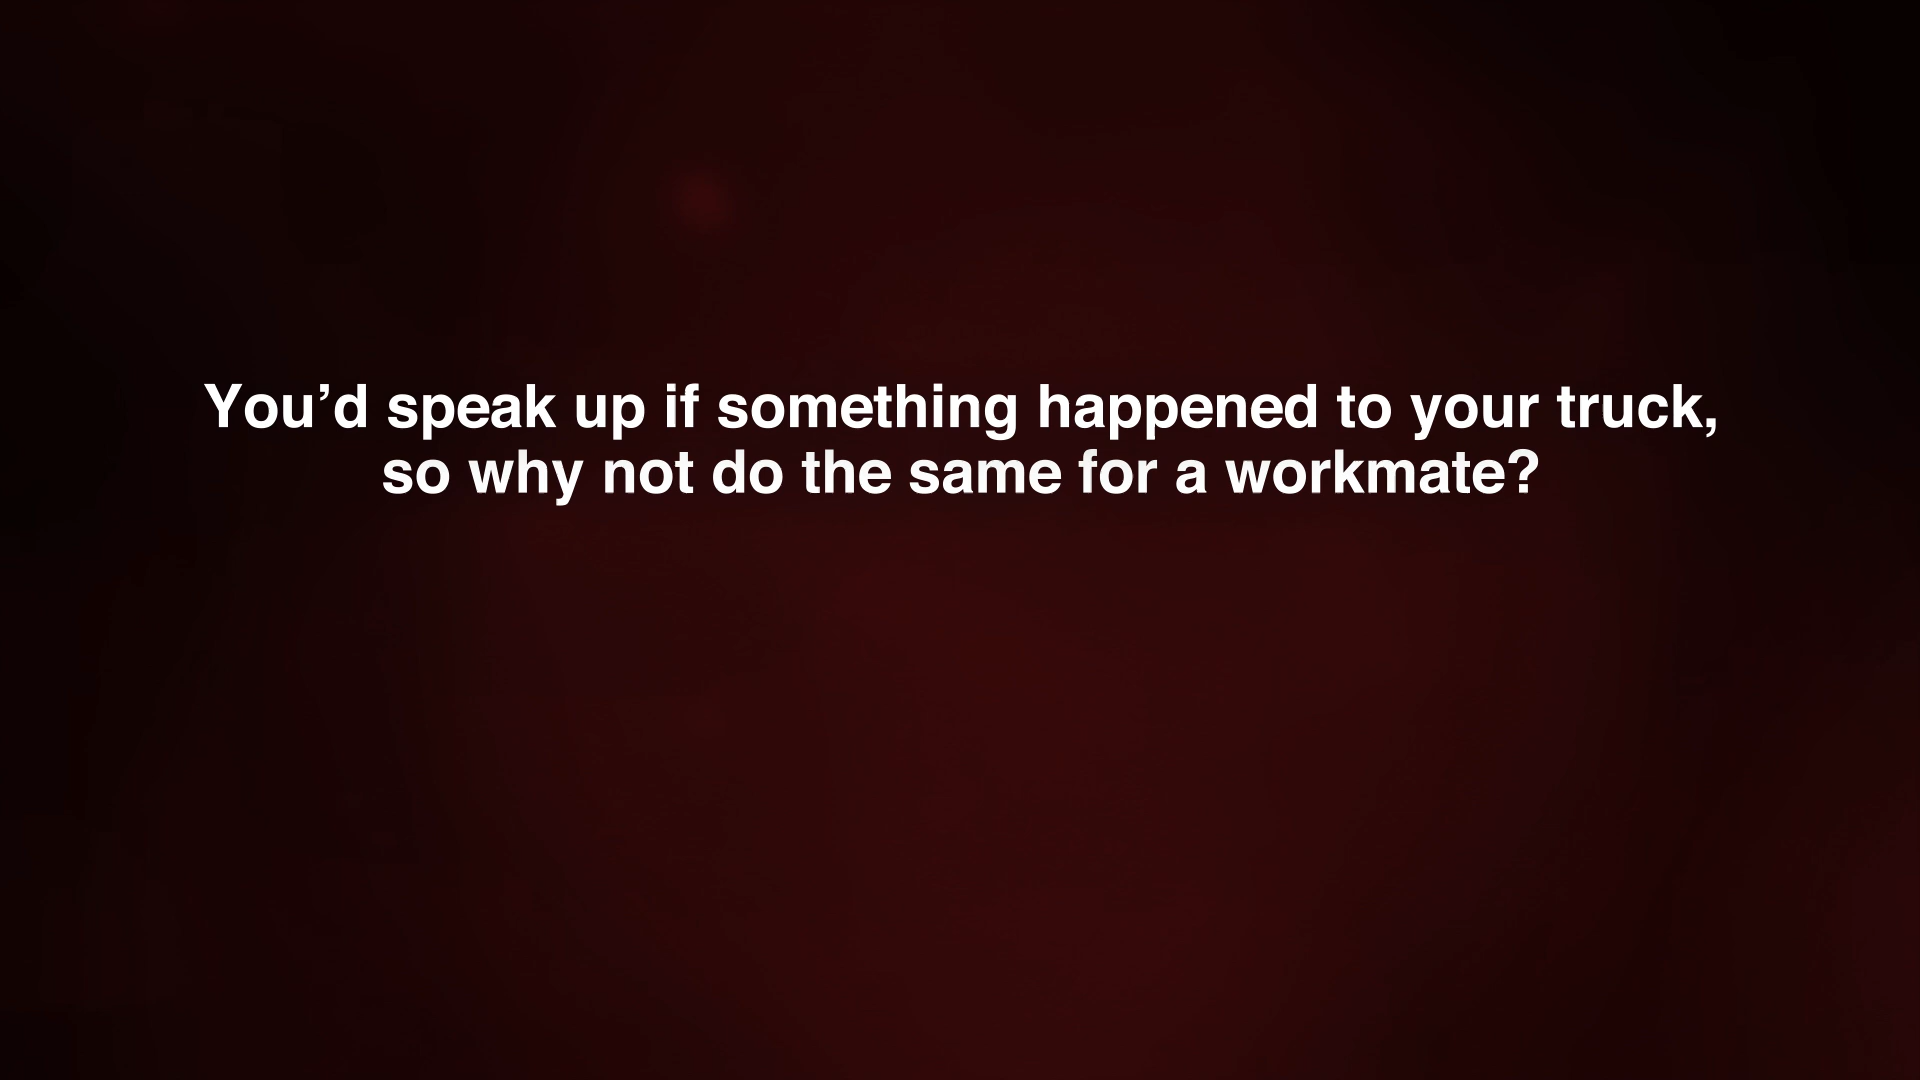 You’d speak up if something happened to your truck,
so why not do the same for a workmate?